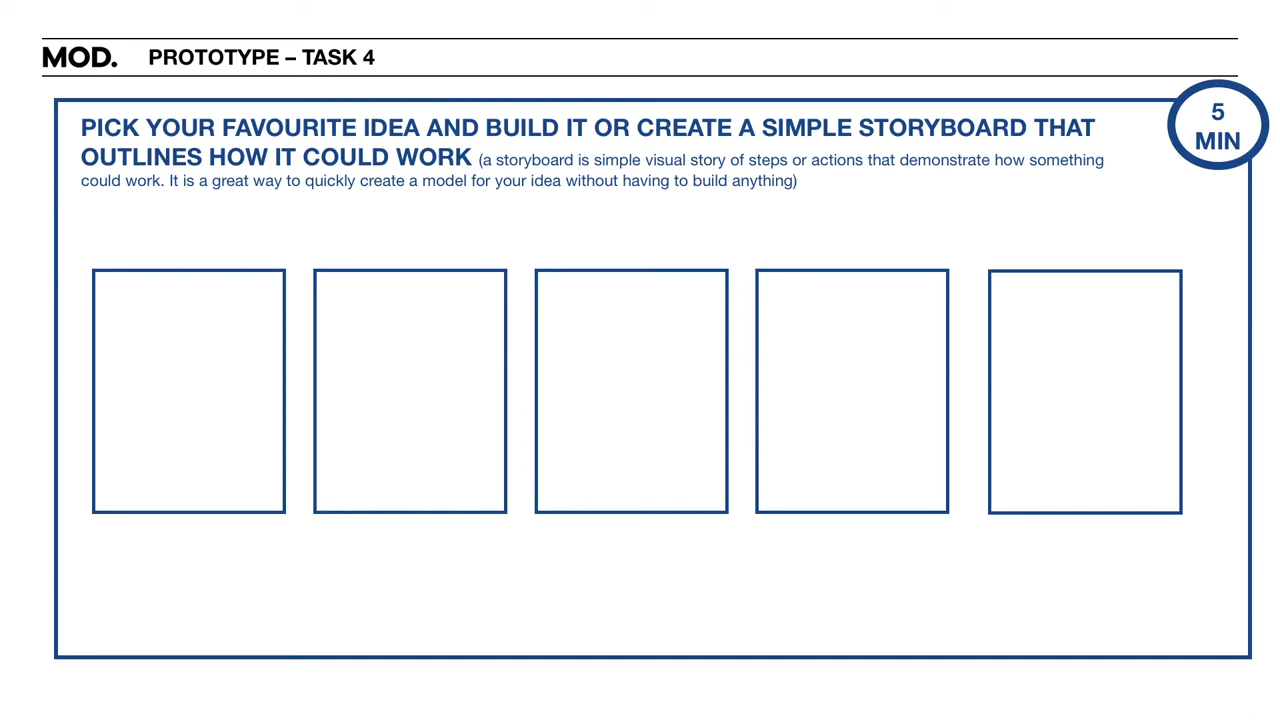 MOD. PROTOTYPE – TASK 4
5
MIN
PICK YOUR FAVOURITE IDEA AND BUILD IT OR CREATE A SIMPLE STORYBOARD THAT
OUTLINES HOW IT COULD WORK (a storyboard is simple visual story of steps or actions that demonstrate how something
could work. It is a great way to quickly create a model for your idea without having to build anything)